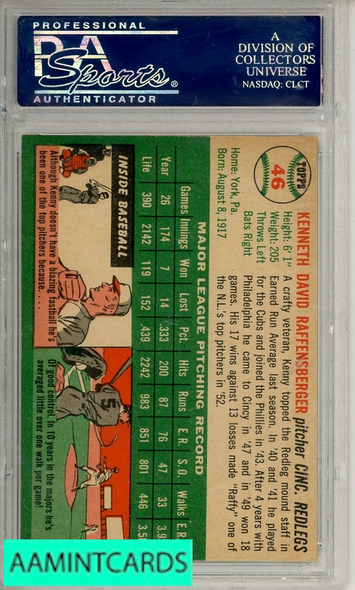 PROFESSIONAL
PSA
Sports
AUTHENTICATOR
A
DIVISION OF
COLLECTORS
UNIVERSE
NASDAQ: CLCT
TOPPS
46
KENNETH DAVID RAFFENSBERGER pitcher CINC. REDLEGS
Height: 6' 1"
Weight: 205
Throws Left
Bats Right
Home: York, Pa.
Born: August 8, 1917
A crafty veteran, Kenny topped the Redleg mound staff in
Earned Run Average last season. In '40 and '41 he played
for the Cubs and joined the Phillies in '43. After 4 years with
Philadelphia he came to Cincy in '47 and in '49 won 18
games. His 17 wins against 13 losses made "Raffy" one of
the NL's top pitchers in '52.
MAJOR LEAGUE PITCHING RECORD
Games Innings Won Lost Pct. Hits Runs E.R. S.O. Walks E.R.
Year 26 174 7 14 .333 200 87 76 47 33 3.9
Life 390 2142 119 152 .439 2242 983 851 801 446 3.5
INSIDE BASEBALL
Although Kenny doesn't have a blazing fastball he's
been one of the top pitchers because. . . .
5
Of good control. In 10 years in the majors he's
averaged little over one walk per game!
AAMINTCARDS